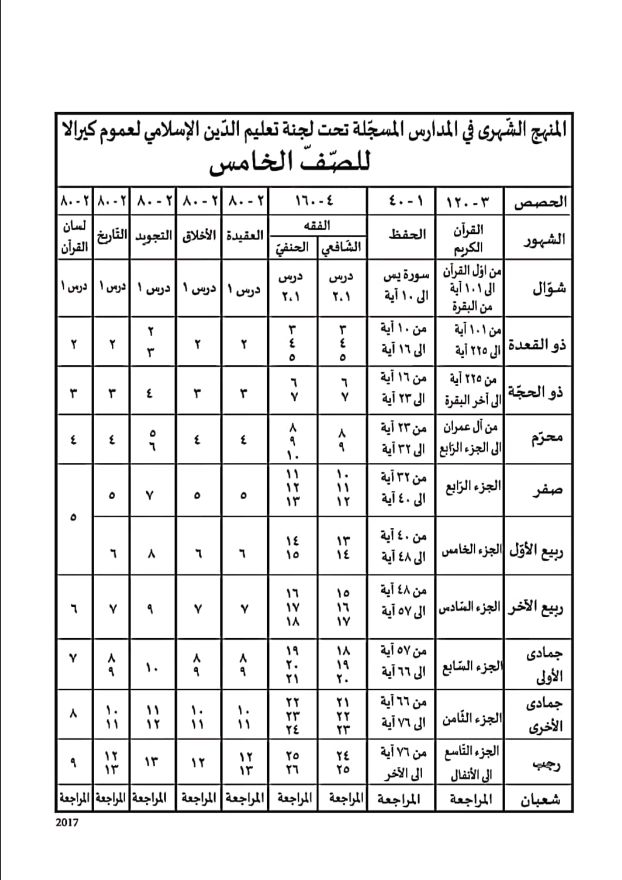 المنهج الشّهرى في المدارس المسجّلة تحت لجنة تعليم الدّين الإسلامي لعموم كيرالا
للصّفّ الخامس
الحصص ٣-١٢٠ ١-٤٠ ٤-١٦٠ ٢-٨٠ ٢-٨٠ ٢-٨٠ ٢-٨٠ ٢-٨٠
الشهور القرآن الكريم الحفظ الفقه الشّافعي الحنفيّ العقيدة الأخلاق التجويد التّاريخ لسان القرآن
شوّال من اوّل القرآن الى ١٠١ آية من البقرة سورة يس الى ١٠ آية درس ٢،١ درس ٢،١ درس ١ درس ١ درس ١ درس ١ درس ١
ذو القعدة من ١٠١ آية الى ٢٢٥ آية من ١٠ آية الى ١٦ آية ٣ ٤ ٥ ٣ ٤ ٥ ٢ ٢ ٢ ٣ ٢ ٢
ذو الحجّة من ٢٢٥ آية الى آخر البقرة من ١٦ آية الى ٢٣ آية ٦ ٧ ٦ ٧ ٣ ٣ ٤ ٣ ٣
محرّم من آل عمران الى الجزء الرّابع من ٢٣ آية الى ٣٢ آية ٨ ٩ ٨ ٩ ١٠ ٤ ٤ ٥ ٦ ٤ ٤
صفر الجزء الرّابع من ٣٢ آية الى ٤٠ آية ١٠ ١١ ١٢ ١١ ١٢ ١٣ ٥ ٥ ٧ ٥ ٥
ربيع الأوّل الجزء الخامس من ٤٠ آية الى ٤٨ آية ١٣ ١٤ ١٤ ١٥ ٦ ٦ ٨ ٦
ربيع الآخر الجزء السّادس من ٤٨ آية الى ٥٧ آية ١٥ ١٦ ١٧ ١٦ ١٧ ١٨ ٧ ٧ ٩ ٧ ٦
جمادى الأولى الجزء السّابع من ٥٧ آية الى ٦٦ آية ١٨ ١٩ ٢٠ ١٩ ٢٠ ٢١ ٨ ٩ ٨ ٩ ١٠ ٨ ٩ ٧
جمادى الأخرى الجزء الثّامن من ٦٦ آية الى ٧٦ آية ٢١ ٢٢ ٢٣ ٢٢ ٢٣ ٢٤ ١٠ ١١ ١٠ ١١ ١١ ١٢ ١٠ ١١ ٨
رجب الجزء التّاسع الى الأنفال من ٧٦ آية الى الآخر ٢٤ ٢٥ ٢٥ ٢٦ ١٢ ١٣ ١٢ ١٣ ١٢ ١٣ ٩
شعبان المراجعة المراجعة المراجعة المراجعة المراجعة المراجعة المراجعة المراجعة المراجعة
2017